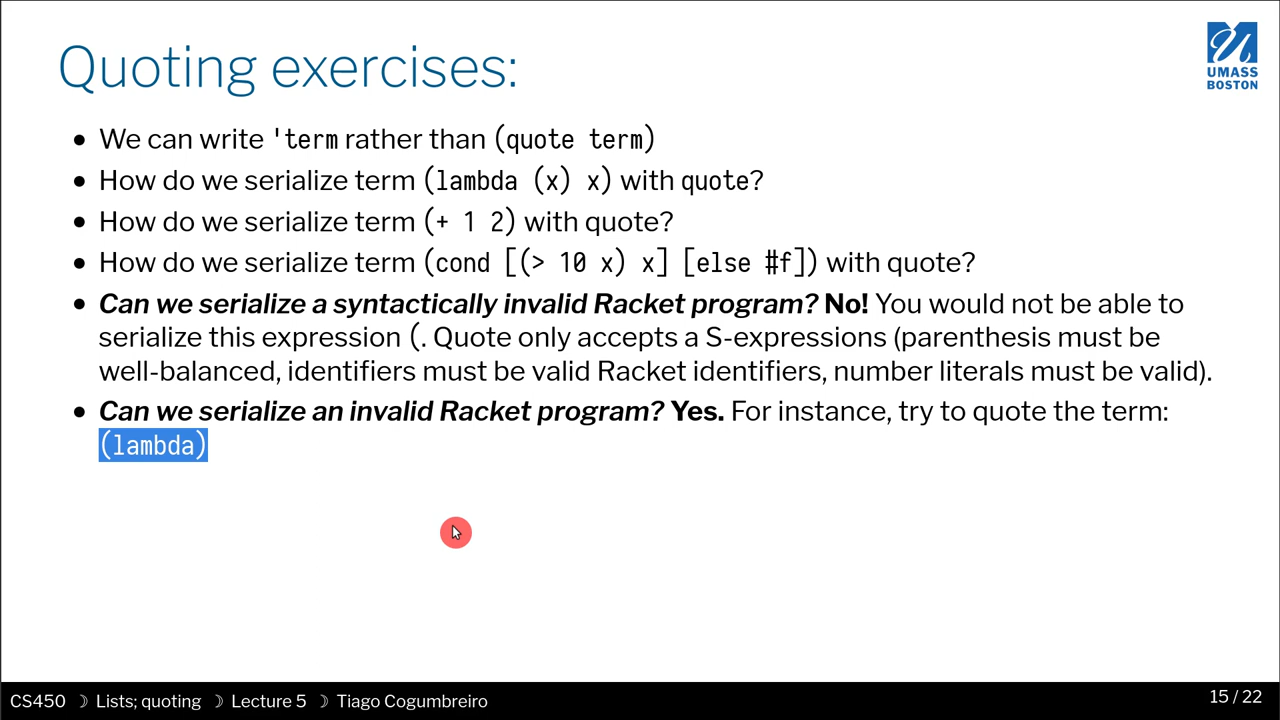 Quoting exercises:
UMASS
BOSTON
• We can write 'term rather than (quote term)
• How do we serialize term (lambda (x) x) with quote?
• How do we serialize term (+ 1 2) with quote?
• How do we serialize term (cond [(> 10 x) x] [else #f]) with quote?
• Can we serialize a syntactically invalid Racket program? No! You would not be able to
serialize this expression (. Quote only accepts a S-expressions (parenthesis must be
well-balanced, identifiers must be valid Racket identifiers, number literals must be valid).
• Can we serialize an invalid Racket program? Yes. For instance, try to quote the term:
(lambda)
CS450 ☽ Lists; quoting ☽ Lecture 5 ☽ Tiago Cogumbreiro
15 / 22